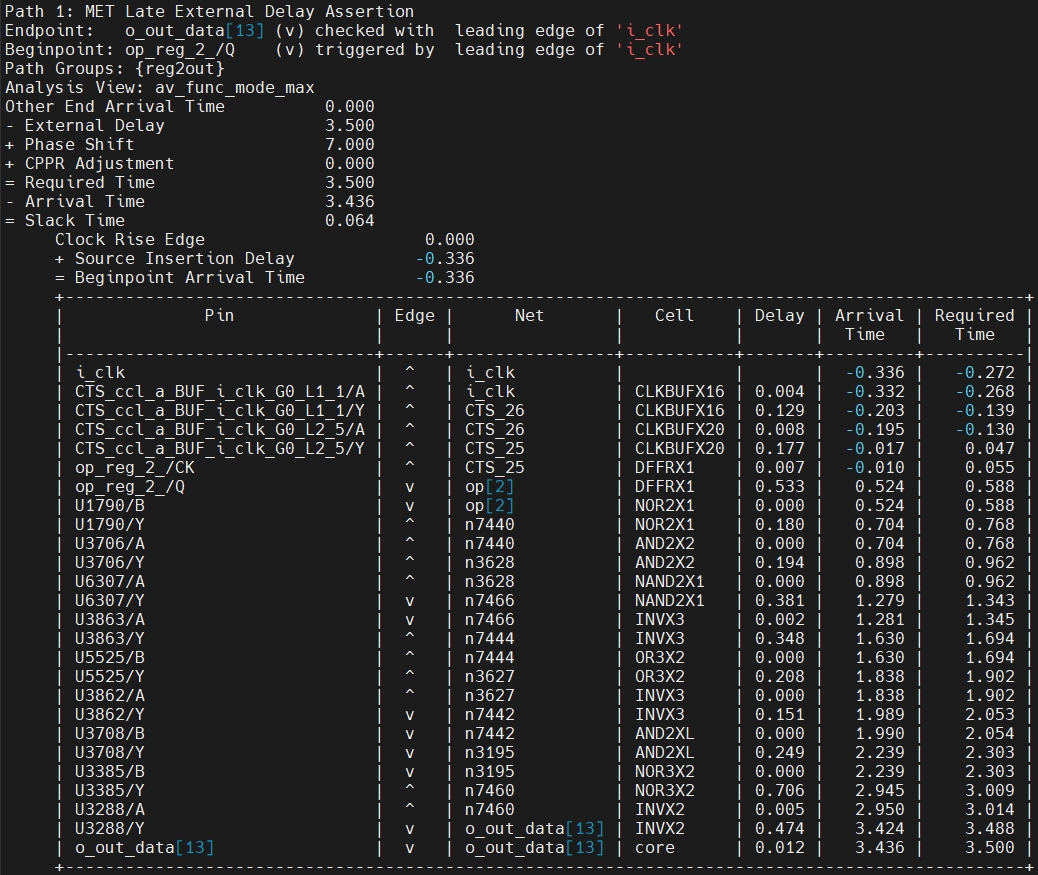 Path 1: MET Late External Delay Assertion
Endpoint:   o_out_data[13] (v) checked with  leading edge of 'i_clk'
Beginpoint: op_reg_2_/Q    (v) triggered by  leading edge of 'i_clk'
Path Groups: {reg2out}
Analysis View: av_func_mode_max
Other End Arrival Time          0.000
- External Delay                3.500
+ Phase Shift                   7.000
+ CPPR Adjustment               0.000
= Required Time                 3.500
- Arrival Time                  3.436
= Slack Time                    0.064
     Clock Rise Edge                      0.000
     + Source Insertion Delay            -0.336
     = Beginpoint Arrival Time           -0.336
     +------------------------------------------------------------------------------------------------+
     |              Pin              | Edge |      Net       |   Cell    | Delay | Arrival | Required |
     |                               |      |                |           |       |  Time   |   Time   |
     |-------------------------------+------+----------------+-----------+-------+---------+----------|
     | i_clk                         |  ^   | i_clk          |           |       |  -0.336 |   -0.272 |
     | CTS_ccl_a_BUF_i_clk_G0_L1_1/A |  ^   | i_clk          | CLKBUFX16 | 0.004 |  -0.332 |   -0.268 |
     | CTS_ccl_a_BUF_i_clk_G0_L1_1/Y |  ^   | CTS_26         | CLKBUFX16 | 0.129 |  -0.203 |   -0.139 |
     | CTS_ccl_a_BUF_i_clk_G0_L2_5/A |  ^   | CTS_26         | CLKBUFX20 | 0.008 |  -0.195 |   -0.130 |
     | CTS_ccl_a_BUF_i_clk_G0_L2_5/Y |  ^   | CTS_25         | CLKBUFX20 | 0.177 |  -0.017 |    0.047 |
     | op_reg_2_/CK                  |  ^   | CTS_25         | DFFRX1    | 0.007 |  -0.010 |    0.055 |
     | op_reg_2_/Q                   |  v   | op[2]          | DFFRX1    | 0.533 |   0.524 |    0.588 |
     | U1790/B                       |  v   | op[2]          | NOR2X1    | 0.000 |   0.524 |    0.588 |
     | U1790/Y                       |  ^   | n7440          | NOR2X1    | 0.180 |   0.704 |    0.768 |
     | U3706/A                       |  ^   | n7440          | AND2X2    | 0.000 |   0.704 |    0.768 |
     | U3706/Y                       |  ^   | n3628          | AND2X2    | 0.194 |   0.898 |    0.962 |
     | U6307/A                       |  ^   | n3628          | NAND2X1   | 0.000 |   0.898 |    0.962 |
     | U6307/Y                       |  v   | n7466          | NAND2X1   | 0.381 |   1.279 |    1.343 |
     | U3863/A                       |  v   | n7466          | INVX3     | 0.002 |   1.281 |    1.345 |
     | U3863/Y                       |  ^   | n7444          | INVX3     | 0.348 |   1.630 |    1.694 |
     | U5525/B                       |  ^   | n7444          | OR3X2     | 0.000 |   1.630 |    1.694 |
     | U5525/Y                       |  ^   | n3627          | OR3X2     | 0.208 |   1.838 |    1.902 |
     | U3862/A                       |  ^   | n3627          | INVX3     | 0.000 |   1.838 |    1.902 |
     | U3862/Y                       |  v   | n7442          | INVX3     | 0.151 |   1.989 |    2.053 |
     | U3708/B                       |  v   | n7442          | AND2XL    | 0.000 |   1.990 |    2.054 |
     | U3708/Y                       |  v   | n3195          | AND2XL    | 0.249 |   2.239 |    2.303 |
     | U3385/B                       |  v   | n3195          | NOR3X2    | 0.000 |   2.239 |    2.303 |
     | U3385/Y                       |  ^   | n7460          | NOR3X2    | 0.706 |   2.945 |    3.009 |
     | U3288/A                       |  ^   | n7460          | INVX2     | 0.005 |   2.950 |    3.014 |
     | U3288/Y                       |  v   | o_out_data[13] | INVX2     | 0.474 |   3.424 |    3.488 |
     | o_out_data[13]                |  v   | o_out_data[13] | core      | 0.012 |   3.436 |    3.500 |
     +------------------------------------------------------------------------------------------------+